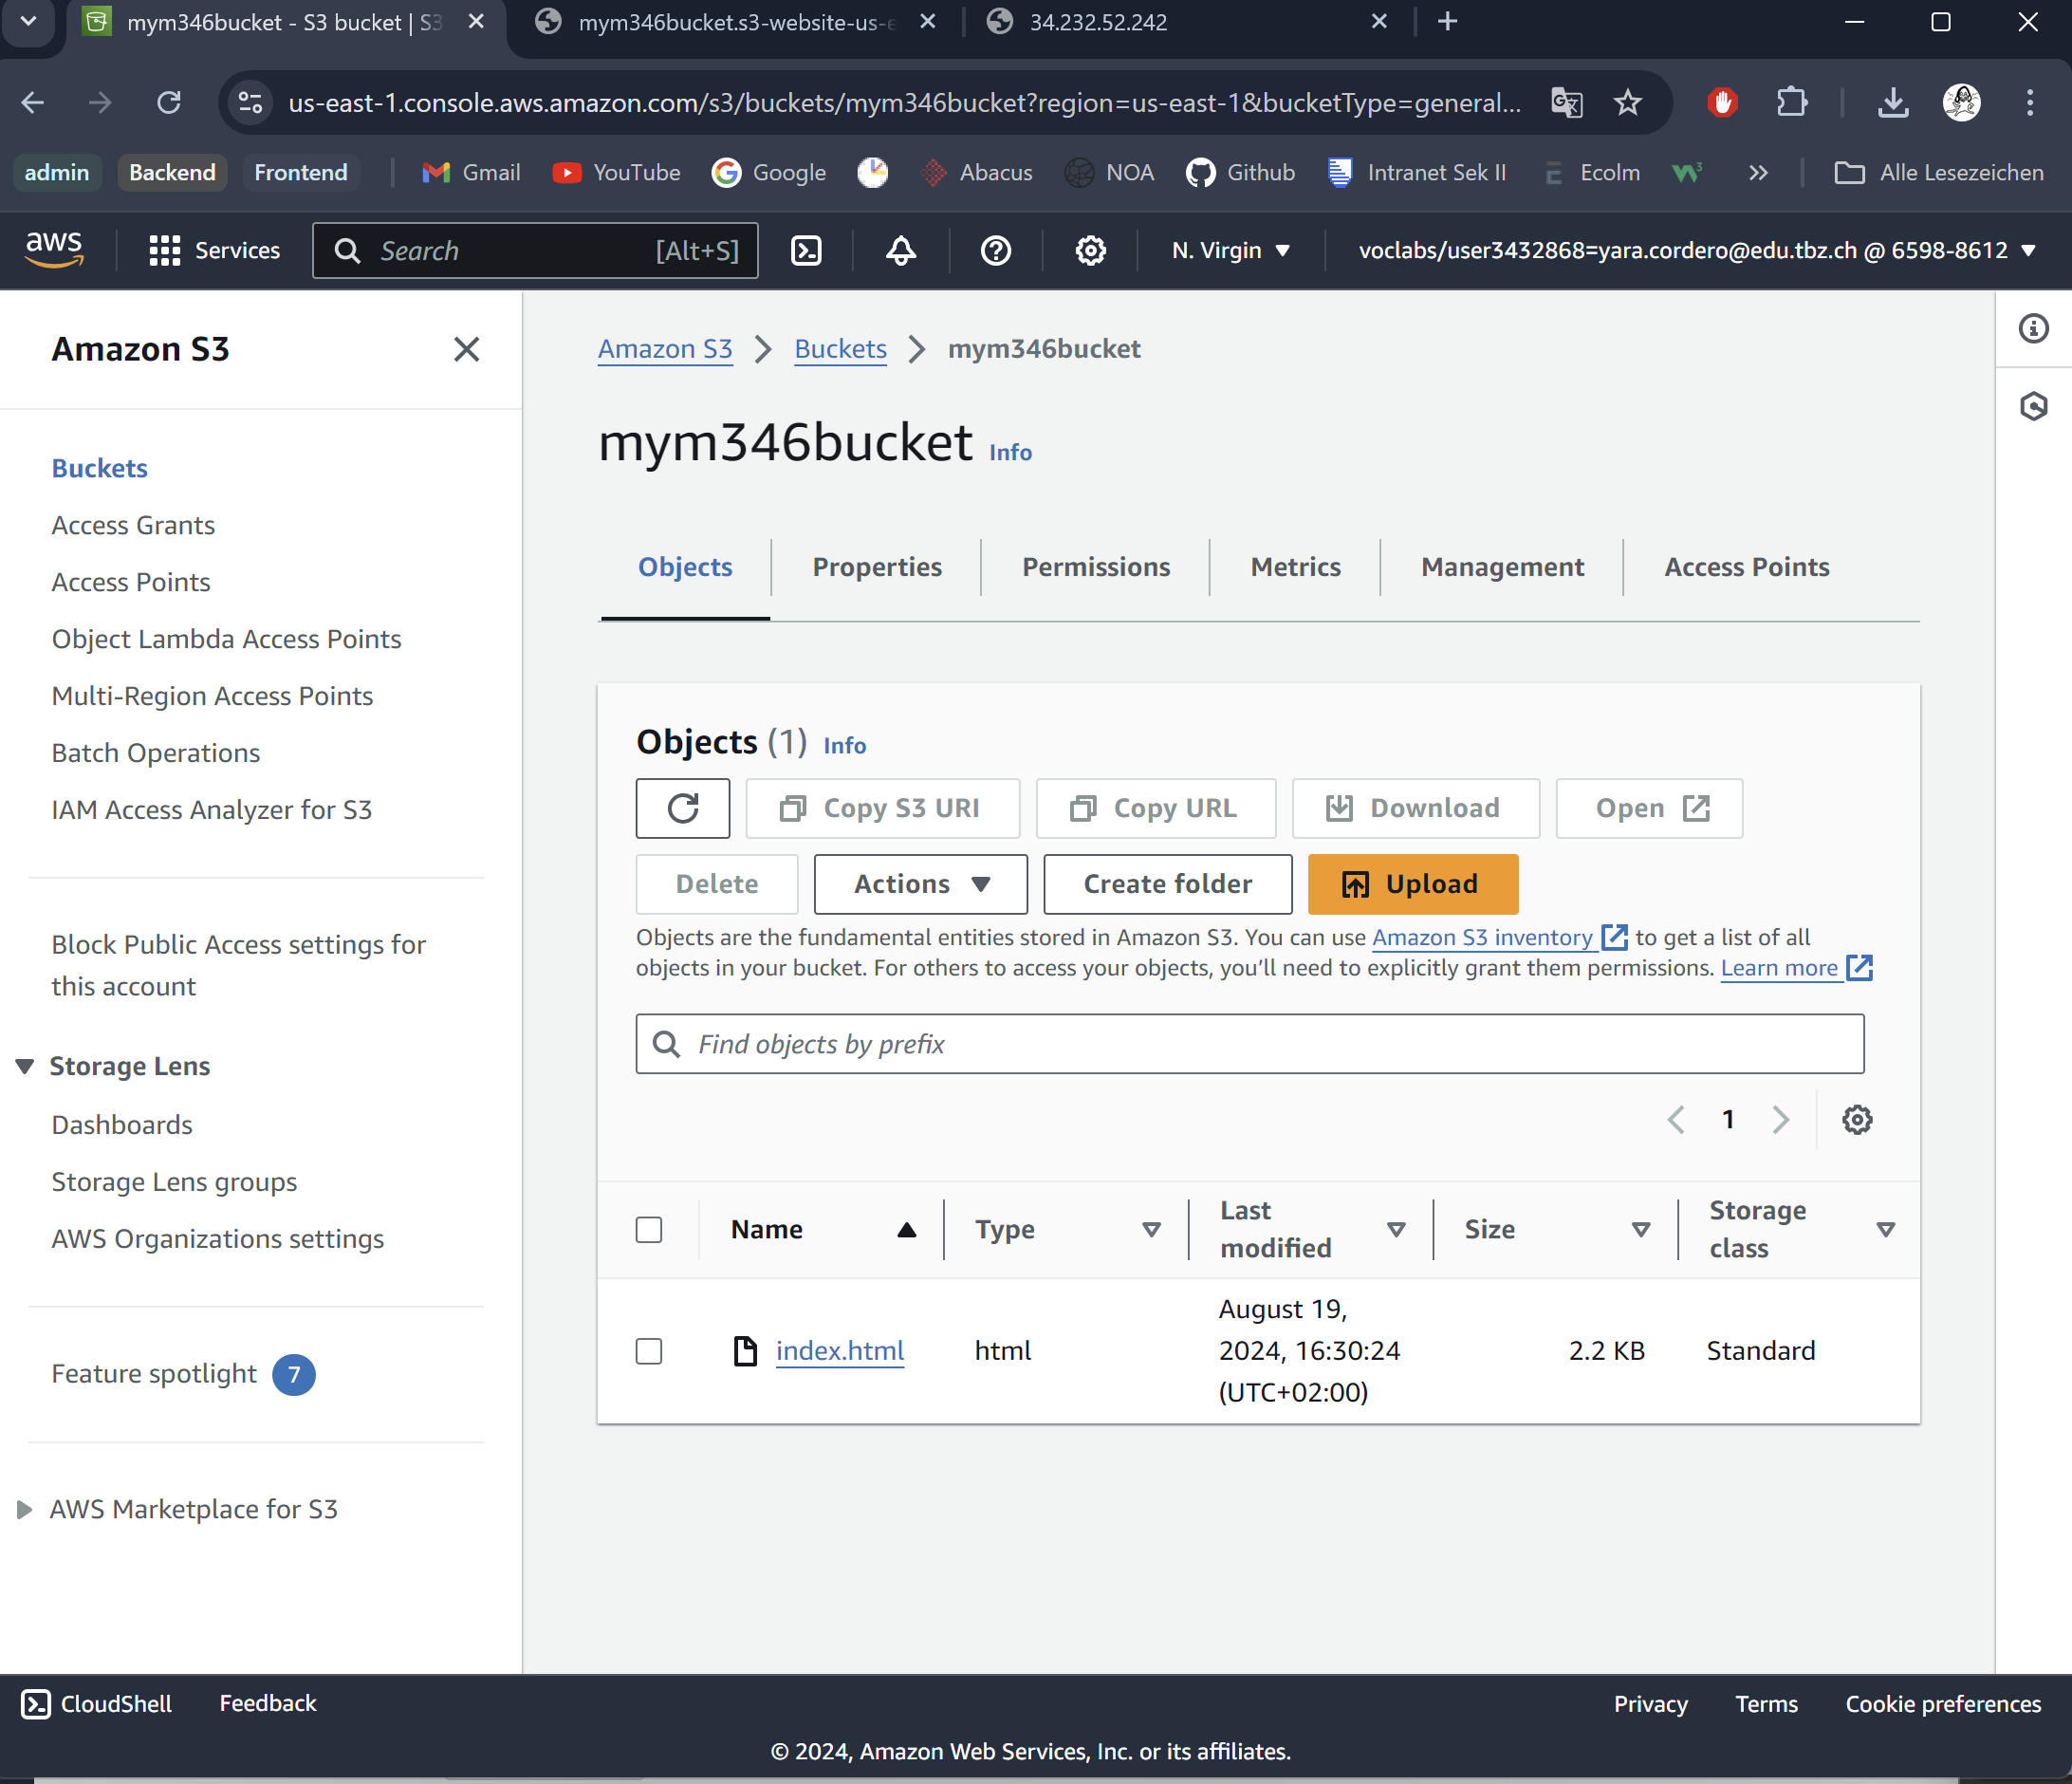 mym346bucket - S3 bucket | S3
mym346bucket.s3-website-us-e
34.232.52.242
us-east-1.console.aws.amazon.com/s3/buckets/mym346bucket?region=us-east-1&bucketType=general...
admin
Backend
Frontend
Gmail
YouTube
Google
Abacus
NOA
Github
Intranet Sek II
Ecolm
Alle Lesezeichen
aws
Services
Search
[Alt+S]
N. Virgin
voclabs/user3432868=yara.cordero@edu.tbz.ch @ 6598-8612
Amazon S3
Buckets
Access Grants
Access Points
Object Lambda Access Points
Multi-Region Access Points
Batch Operations
IAM Access Analyzer for S3
Block Public Access settings for
this account
Storage Lens
Dashboards
Storage Lens groups
AWS Organizations settings
Feature spotlight 7
AWS Marketplace for S3
Amazon S3 > Buckets > mym346bucket
mym346bucket Info
Objects
Properties
Permissions
Metrics
Management
Access Points
Objects (1) Info
Copy S3 URI
Copy URL
Download
Open
Delete
Actions
Create folder
Upload
Objects are the fundamental entities stored in Amazon S3. You can use Amazon S3 inventory to get a list of all
objects in your bucket. For others to access your objects, you’ll need to explicitly grant them permissions. Learn more
Find objects by prefix
1
Name
Type
Last
modified
Size
Storage
class
index.html
html
August 19,
2024, 16:30:24
(UTC+02:00)
2.2 KB
Standard
CloudShell
Feedback
Privacy
Terms
Cookie preferences
© 2024, Amazon Web Services, Inc. or its affiliates.